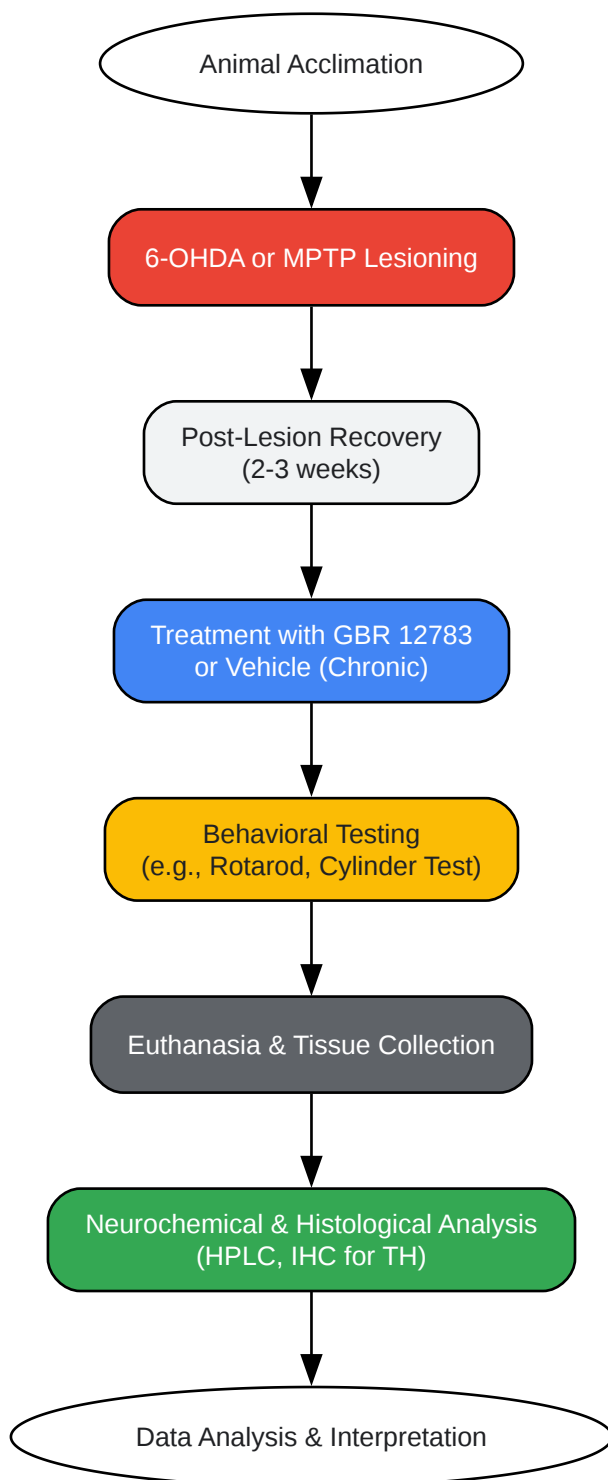 Animal Acclimation
6-OHDA or MPTP Lesioning
Post-Lesion Recovery
(2-3 weeks)
Treatment with GBR 12783
or Vehicle (Chronic)
Behavioral Testing
(e.g., Rotarod, Cylinder Test)
Euthanasia & Tissue Collection
Neurochemical & Histological Analysis
(HPLC, IHC for TH)
Data Analysis & Interpretation